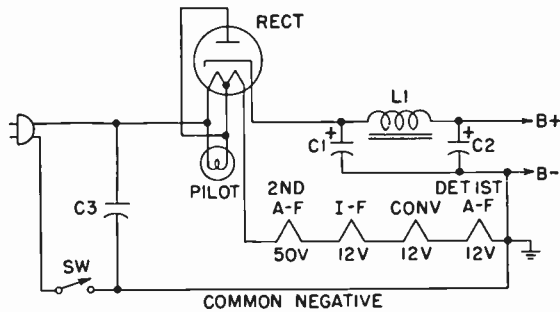 RECT
L1
B+
C1
+
+
C2
B-
PILOT
C3
2ND
A-F
50V
I-F
12V
CONV
12V
DET 1ST
A-F
12V
SW
COMMON NEGATIVE